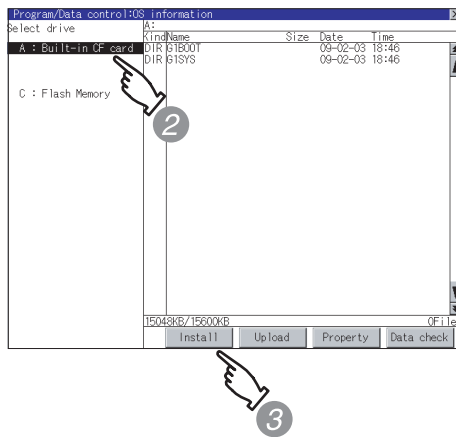 Program/Data control:OS information
Select drive
A:
Kind Name Size Date Time
A : Built-in CF card
DIR G1BOOT 09-02-03 18:46
DIR G1SYS 09-02-03 18:46
C : Flash Memory
2
15048KB/15600KB 0File
Install Upload Property Data check
3